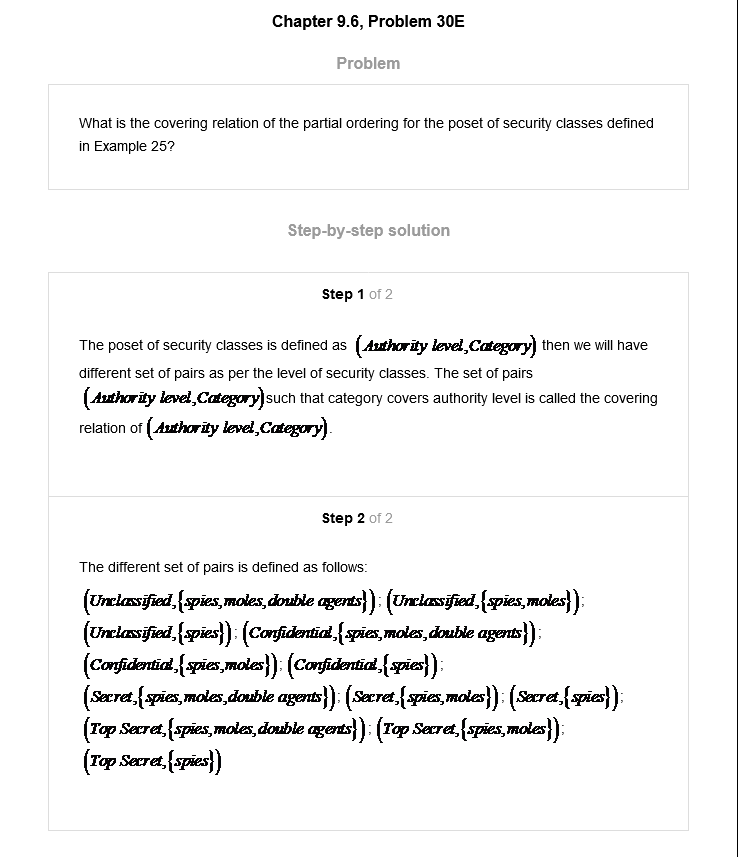 Chapter 9.6, Problem 30E
Problem
What is the covering relation of the partial ordering for the poset of security classes defined
in Example 25?
Step-by-step solution
Step 1 of 2
The poset of security classes is defined as (Authority level,Category) then we will have
different set of pairs as per the level of security classes. The set of pairs
(Authority level,Category)such that category covers authority level is called the covering
relation of (Authority level,Category).
Step 2 of 2
The different set of pairs is defined as follows:
(Unclassified,{spies,moles,double agents}); (Unclassified,{spies,moles});
(Unclassified,{spies}); (Confidential,{spies,moles,double agents});
(Confidential,{spies,moles}); (Confidential,{spies});
(Secret,{spies,moles,double agents}); (Secret,{spies,moles}); (Secret,{spies});
(Top Secret,{spies,moles,double agents}); (Top Secret,{spies,moles});
(Top Secret,{spies})